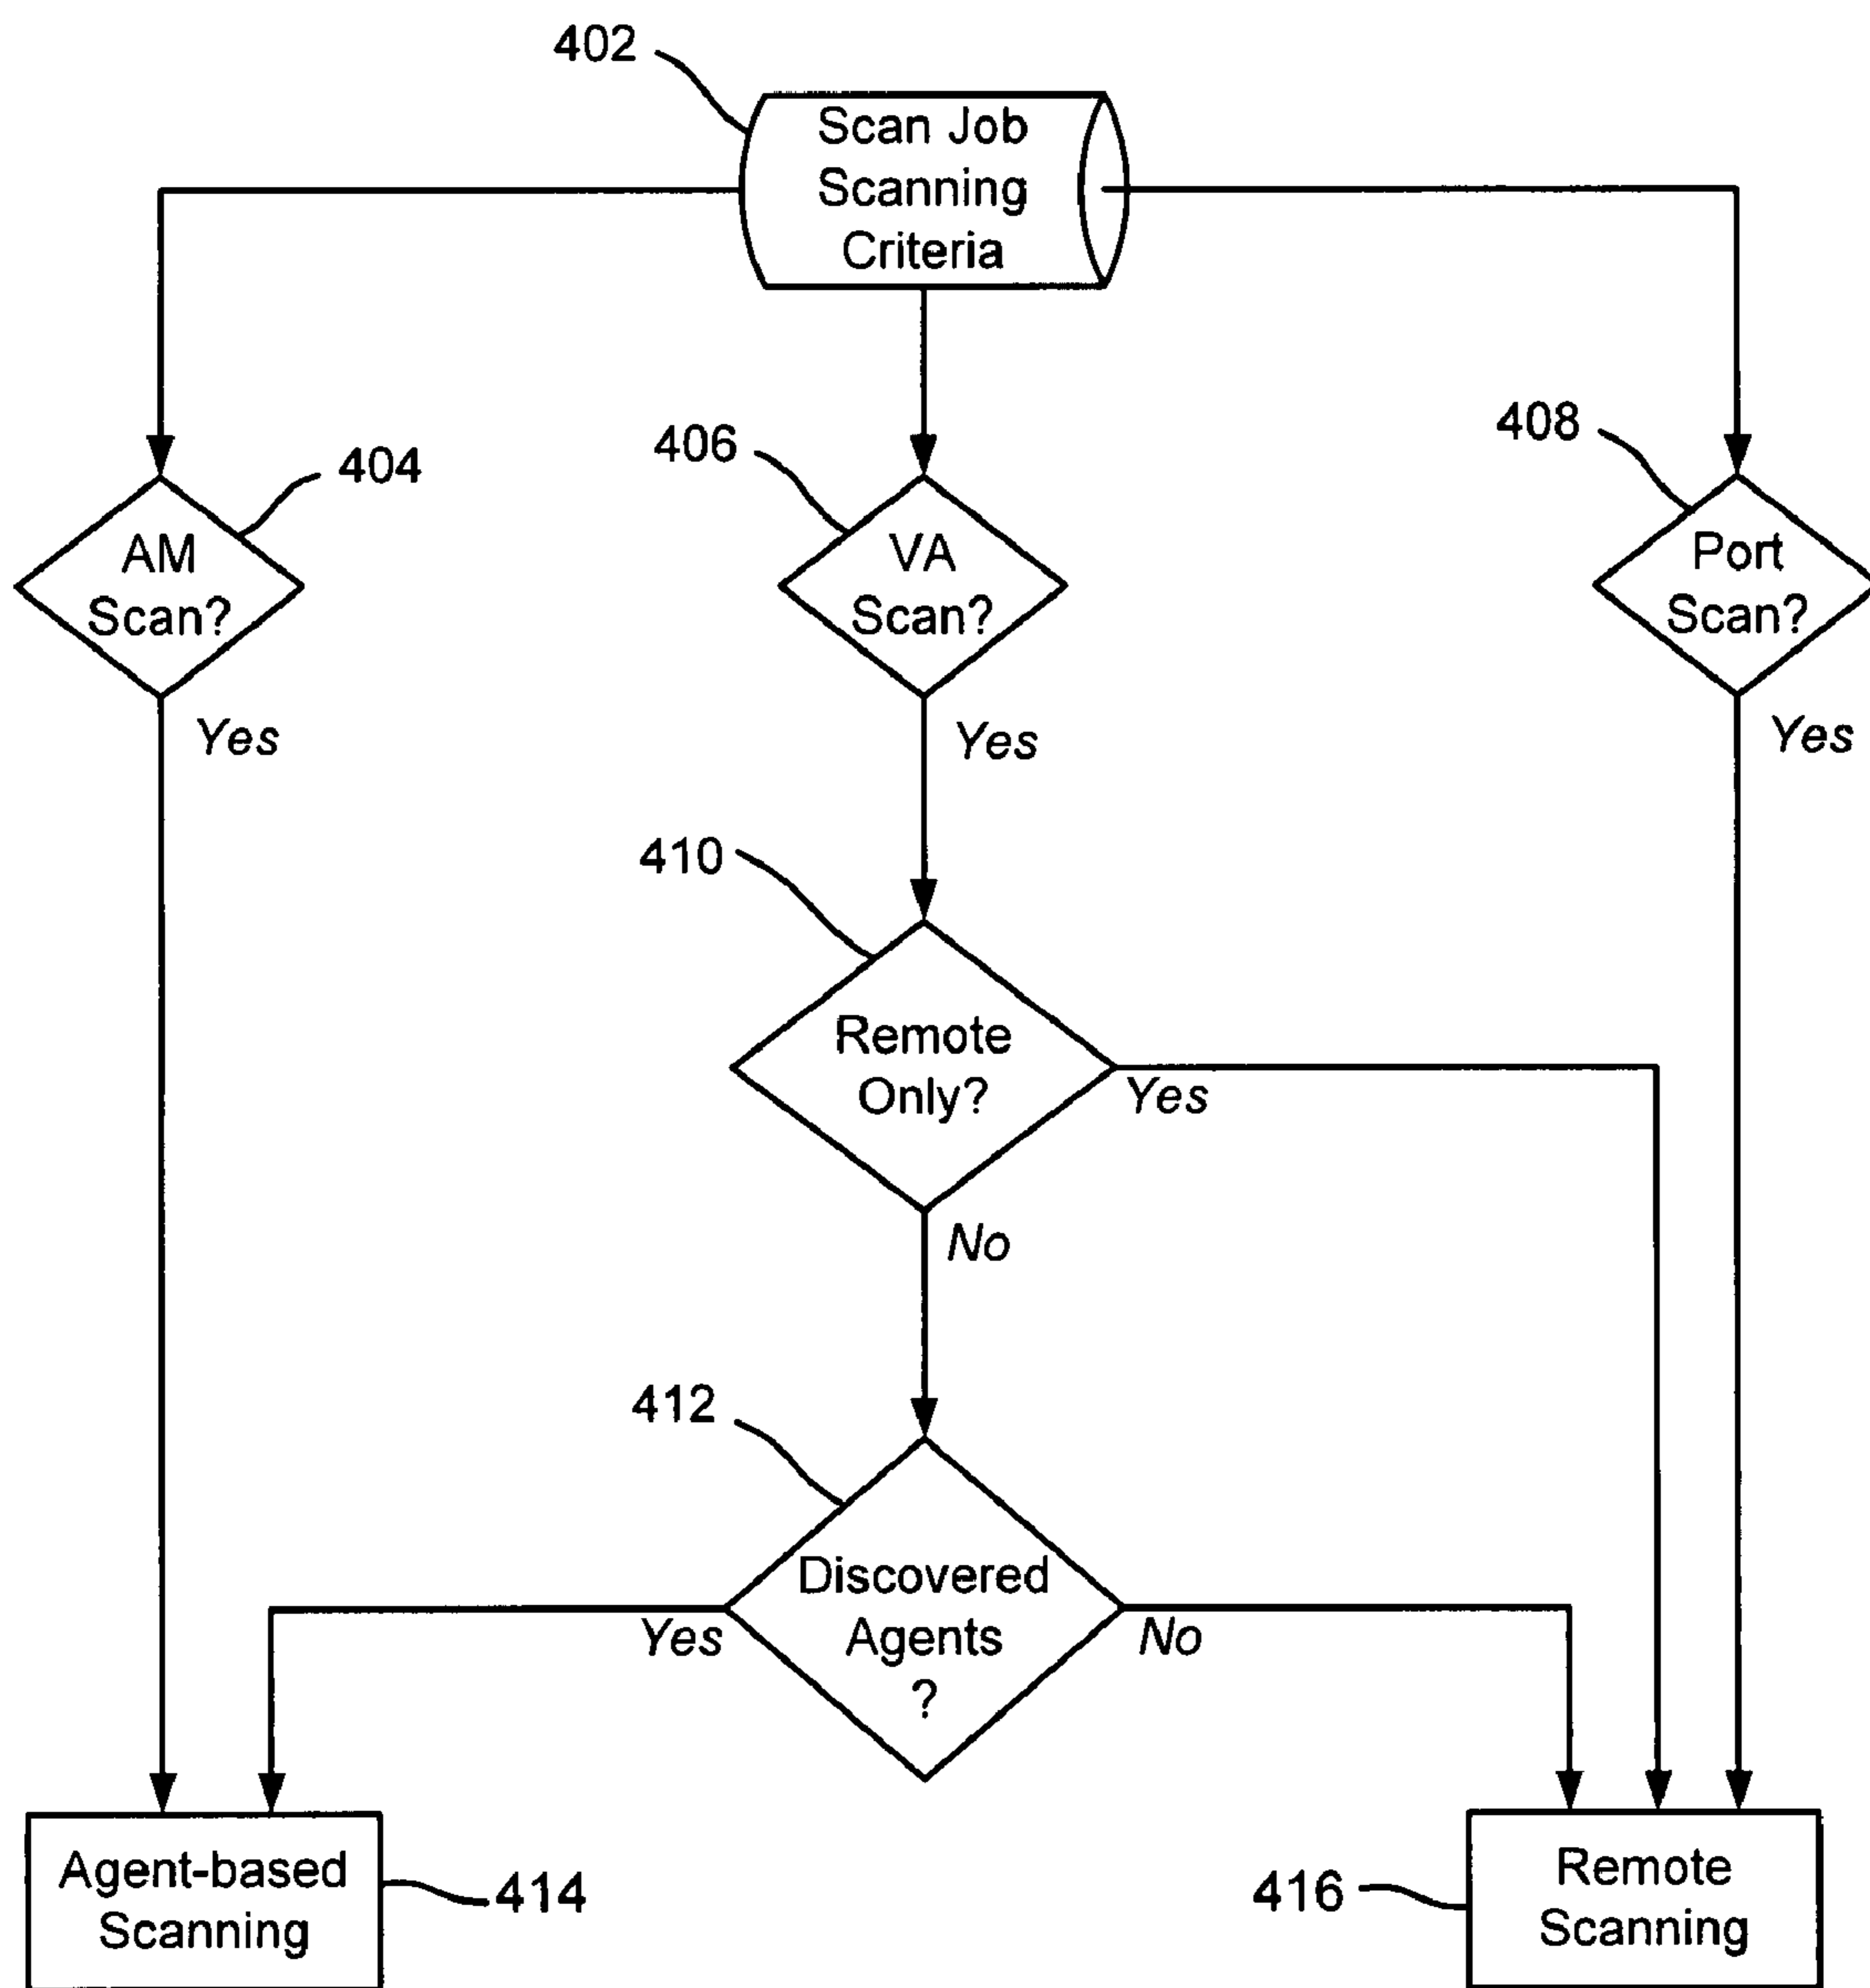 402
Scan Job
Scanning
Criteria
404
406
408
AM
Scan?
VA
Scan?
Port
Scan?
Yes
Yes
Yes
410
Remote
Only?
Yes
No
412
Discovered
Agents
?
Yes
No
Agent-based
Scanning
414
416
Remote
Scanning